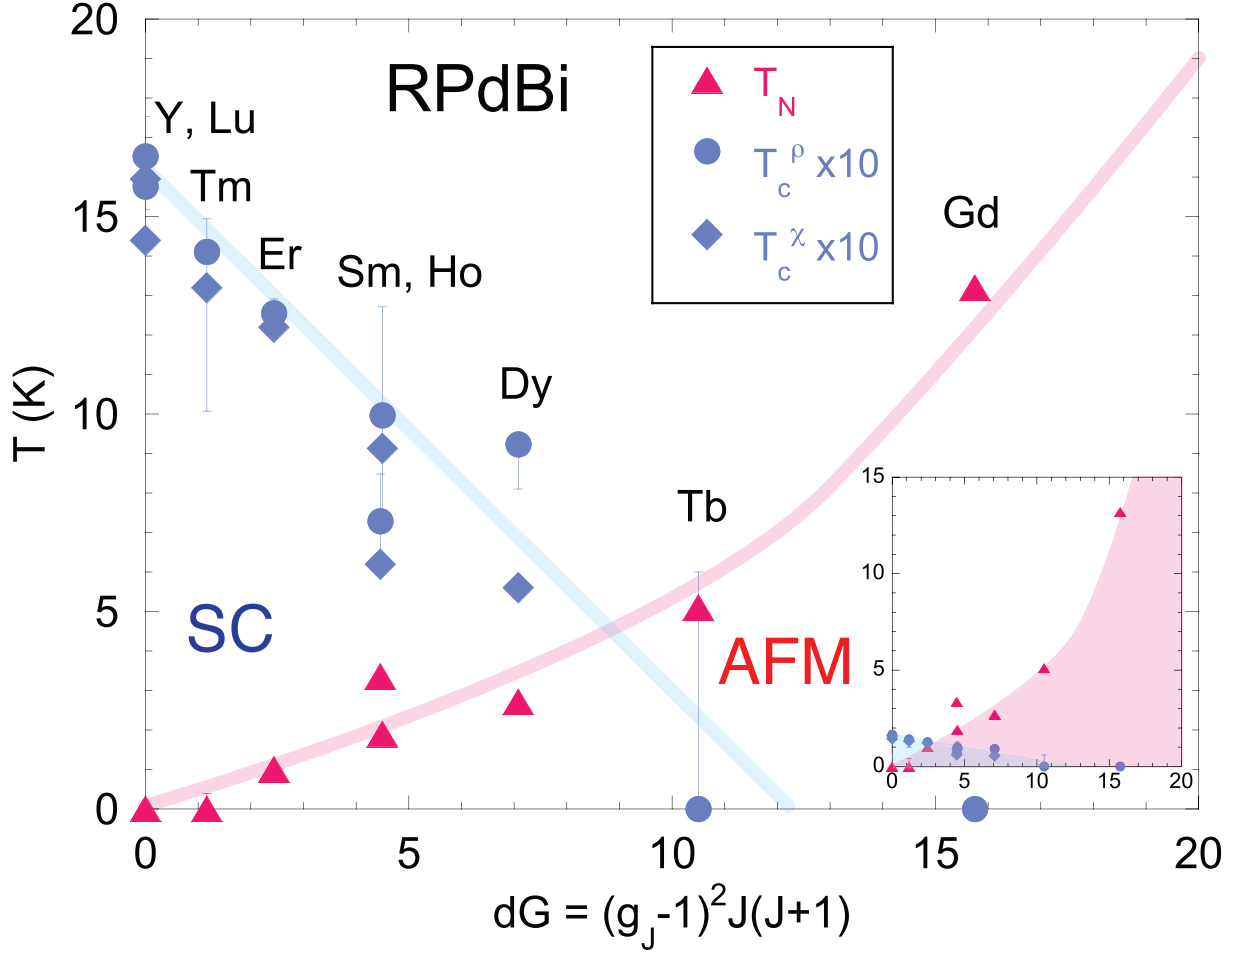 RPdBi
T_N
T_c^ρ x10
T_c^χ x10
Y, Lu
Tm
Er
Sm, Ho
Dy
Tb
Gd
SC
AFM
T (K)
20
15
10
5
0
0 5 10 15 20
dG = (g_J-1)^2J(J+1)
15
10
5
0
0 5 10 15 20